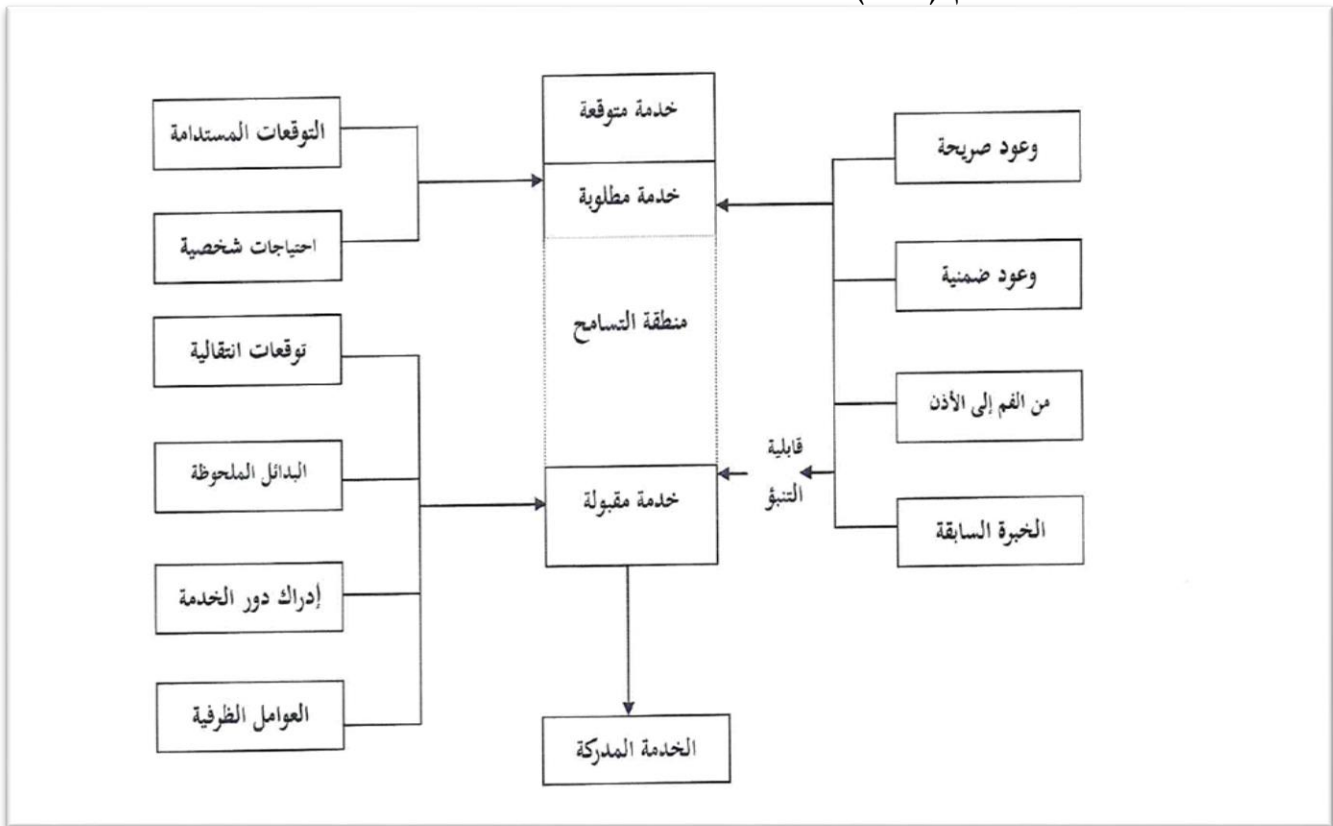 خدمة متوقعة
خدمة مطلوبة
منطقة التسامح
خدمة مقبولة
الخدمة المدركة
وعود صريحة
وعود ضمنية
من الفم إلى الأذن
الخبرة السابقة
قابلية
التنبؤ
التوقعات المستدامة
احتياجات شخصية
توقعات انتقالية
البدائل الملحوظة
إدراك دور الخدمة
العوامل الظرفية